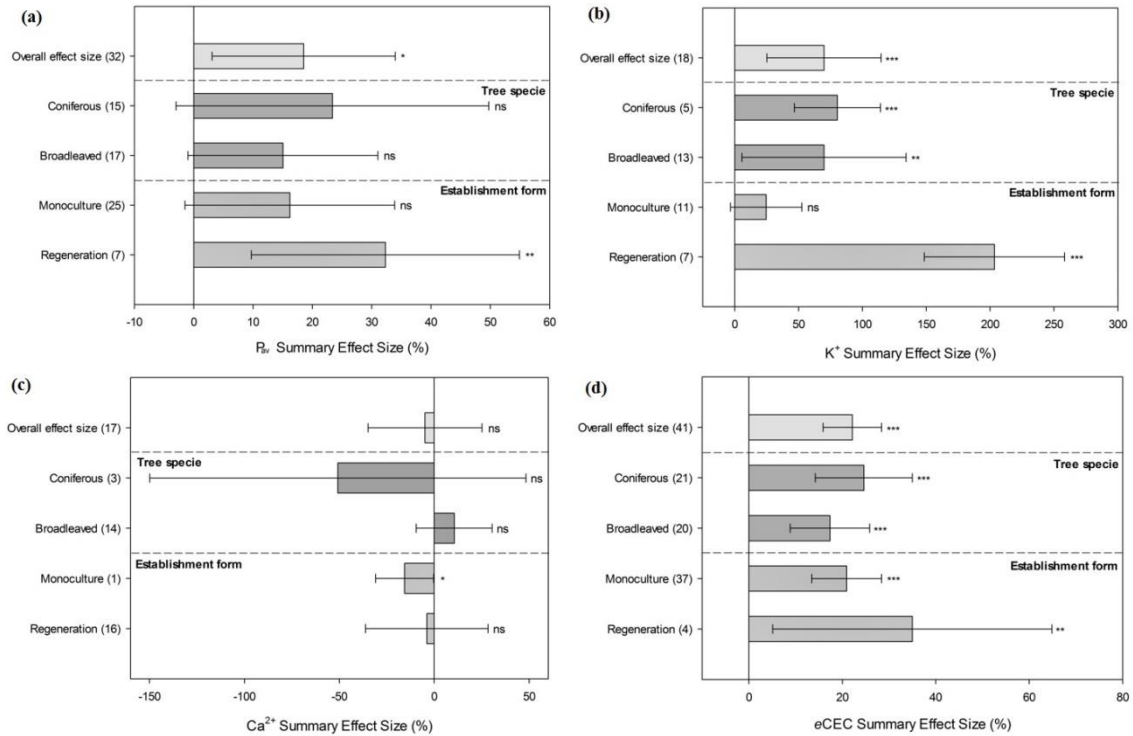 (a)
Overall effect size (32)
*
Tree specie
Coniferous (15)
ns
Broadleaved (17)
ns
Establishment form
Monoculture (25)
ns
Regeneration (7)
**
-10 0 10 20 30 40 50 60
Pav Summary Effect Size (%)
(b)
Overall effect size (18)
***
Tree specie
Coniferous (5)
***
Broadleaved (13)
**
Establishment form
Monoculture (11)
ns
Regeneration (7)
***
0 50 100 150 200 250 300
K+ Summary Effect Size (%)
(c)
Overall effect size (17)
ns
Tree specie
Coniferous (3)
ns
Broadleaved (14)
ns
Establishment form
Monoculture (1)
*
Regeneration (16)
ns
-150 -100 -50 0 50
Ca2+ Summary Effect Size (%)
(d)
Overall effect size (41)
***
Tree specie
Coniferous (21)
***
Broadleaved (20)
***
Establishment form
Monoculture (37)
***
Regeneration (4)
**
0 20 40 60 80
eCEC Summary Effect Size (%)